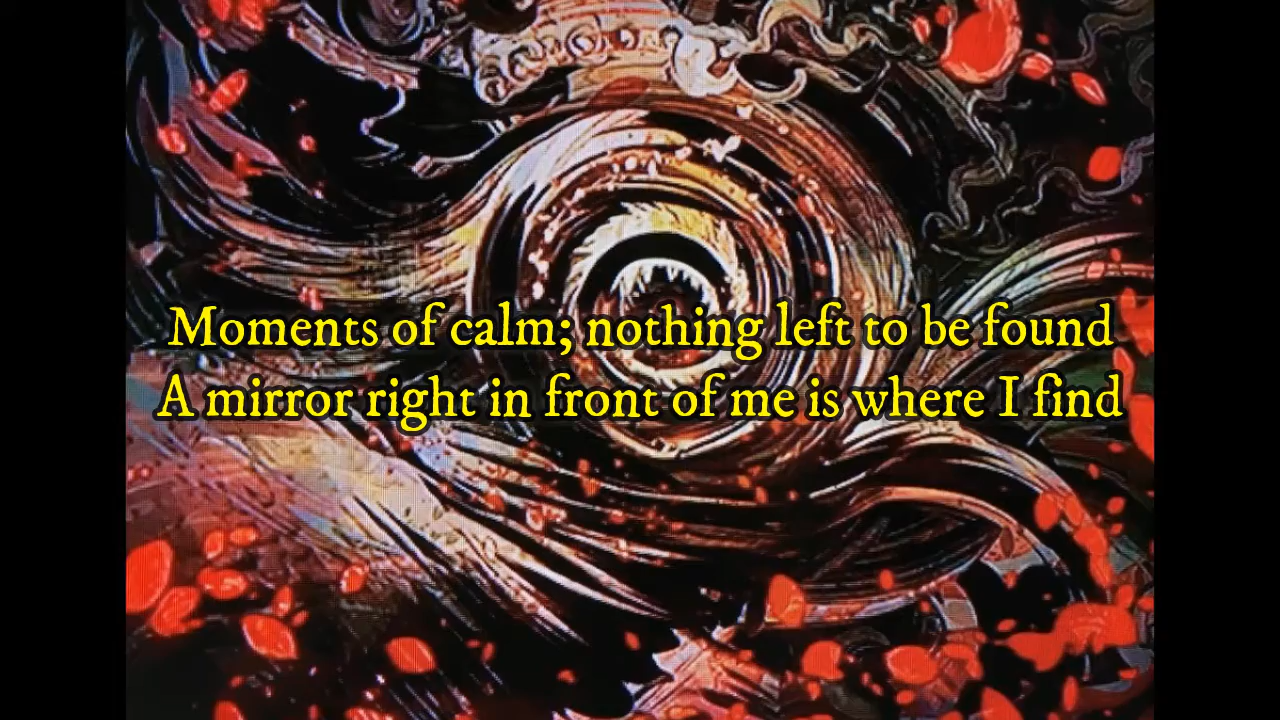 Moments of calm; nothing left to be found
A mirror right in front of me is where I find